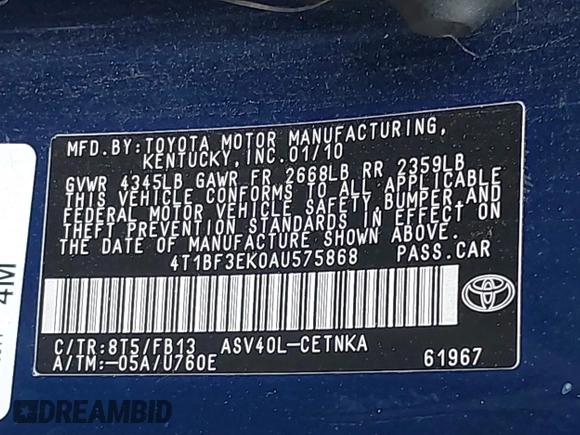 MFD. BY: TOYOTA MOTOR MANUFACTURING,
KENTUCKY, INC. 01/10
GVWR 4345LB GAWR FR 2668LB RR 2359LB
THIS VEHICLE CONFORMS TO ALL APPLICABLE
FEDERAL MOTOR VEHICLE SAFETY, BUMPER, AND
THEFT PREVENTION STANDARDS IN EFFECT ON
THE DATE OF MANUFACTURE SHOWN ABOVE.
4T1BF3EK0AU575868 PASS. CAR
C/TR: 8T5/FB13 ASV40L-CETNKA
A/TM: -05A/U760E 61967
4M
DREAMBID